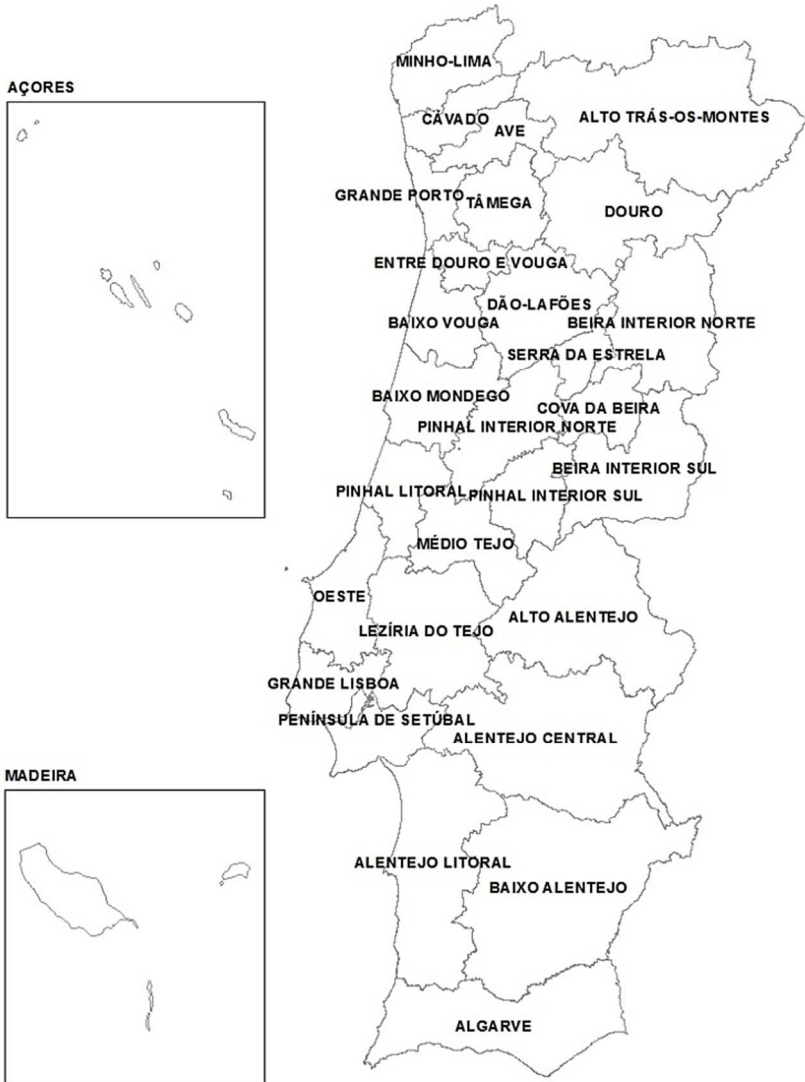 MINHO-LIMA
AÇORES
CÁVADO
ALTO TRÁS-OS-MONTES
AVE
GRANDE PORTO
TÂMEGA
DOURO
ENTRE DOURO E VOUGA
DÃO-LAFÕES
BAIXO VOUGA
BEIRA INTERIOR NORTE
SERRA DA ESTRELA
BAIXO MONDEGO
COVA DA BEIRA
PINHAL INTERIOR NORTE
BEIRA INTERIOR SUL
PINHAL LITORAL
PINHAL INTERIOR SUL
MÉDIO TEJO
OESTE
ALTO ALENTEJO
LEZÍRIA DO TEJO
GRANDE LISBOA
PENÍNSULA DE SETÚBAL
ALENTEJO CENTRAL
MADEIRA
ALENTEJO LITORAL
BAIXO ALENTEJO
ALGARVE